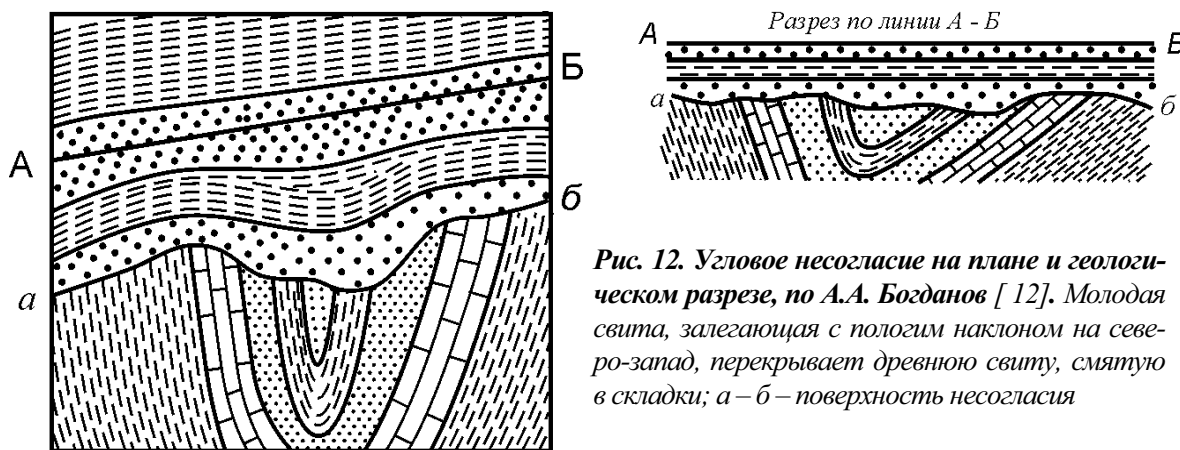 А
Б
а
б
Разрез по линии А - Б
А
Б
а
б
Рис. 12. Угловое несогласие на плане и геологи-
ческом разрезе, по А.А. Богданов [ 12]. Молодая
свита, залегающая с пологим наклоном на севе-
ро-запад, перекрывает древнюю свиту, смятую
в складки; а – б – поверхность несогласия